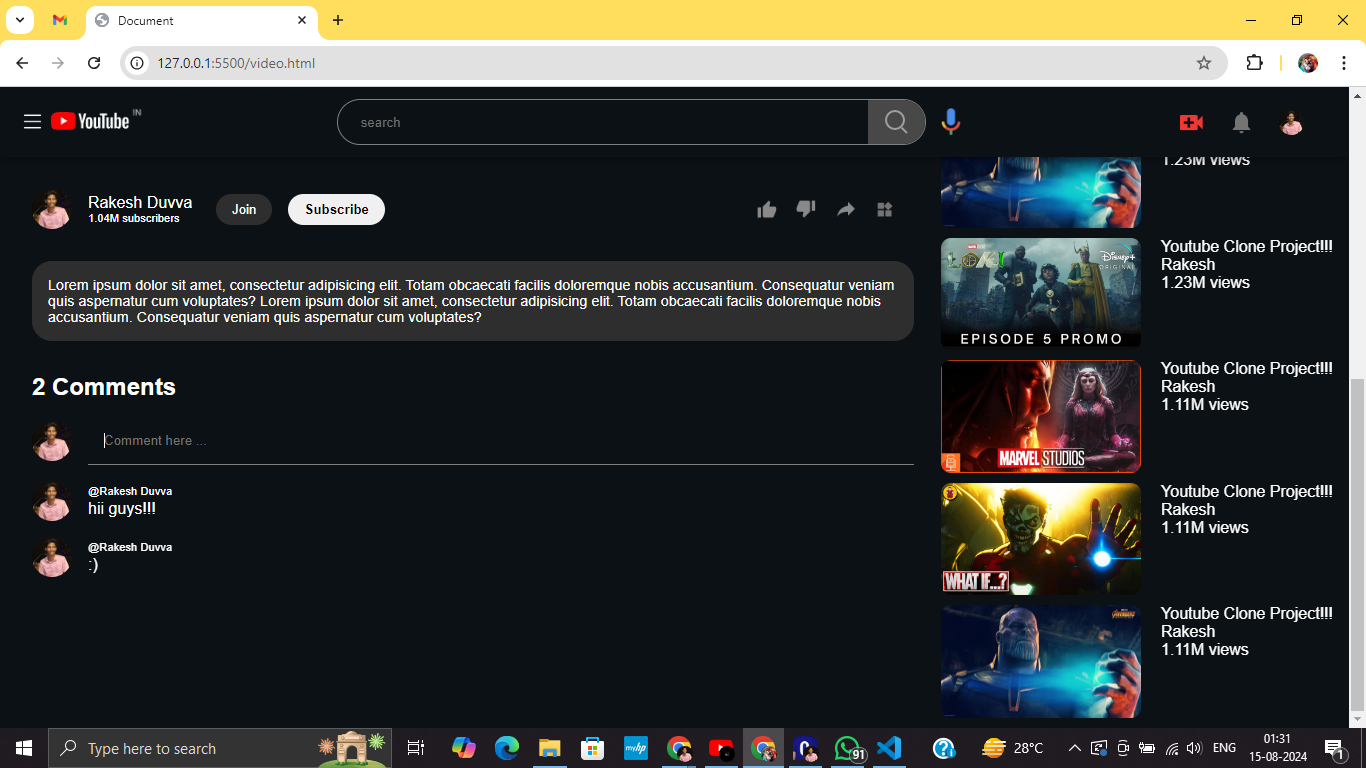 Document
127.0.0.1:5500/video.html
YouTube IN
search
Rakesh Duvva
1.04M subscribers
Join
Subscribe
Lorem ipsum dolor sit amet, consectetur adipisicing elit. Totam obcaecati facilis doloremque nobis accusantium. Consequatur veniam
quis aspernatur cum voluptates? Lorem ipsum dolor sit amet, consectetur adipisicing elit. Totam obcaecati facilis doloremque nobis
accusantium. Consequatur veniam quis aspernatur cum voluptates?
2 Comments
Comment here ...
@Rakesh Duvva
hii guys!!!
@Rakesh Duvva
:)
1.23M views
LOKI
Disney+
ORIGINAL
EPISODE 5 PROMO
Youtube Clone Project!!!
Rakesh
1.23M views
MARVEL STUDIOS
Youtube Clone Project!!!
Rakesh
1.11M views
WHAT IF...?
Youtube Clone Project!!!
Rakesh
1.11M views
Youtube Clone Project!!!
Rakesh
1.11M views
Type here to search
myhp
91
28°C
ENG
01:31
15-08-2024
1